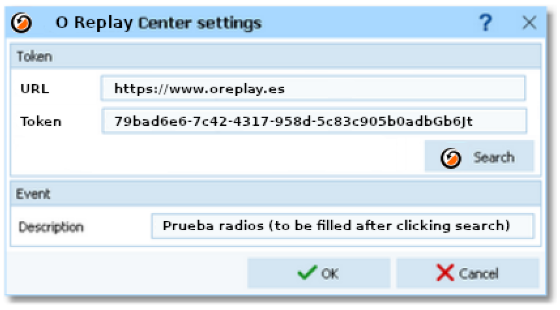 O Replay Center settings ?
Token
URL https://www.oreplay.es
Token 79bad6e6-7c42-4317-958d-5c83c905b0adbGb6Jt
Search
Event
Description Prueba radios (to be filled after clicking search)
OK Cancel